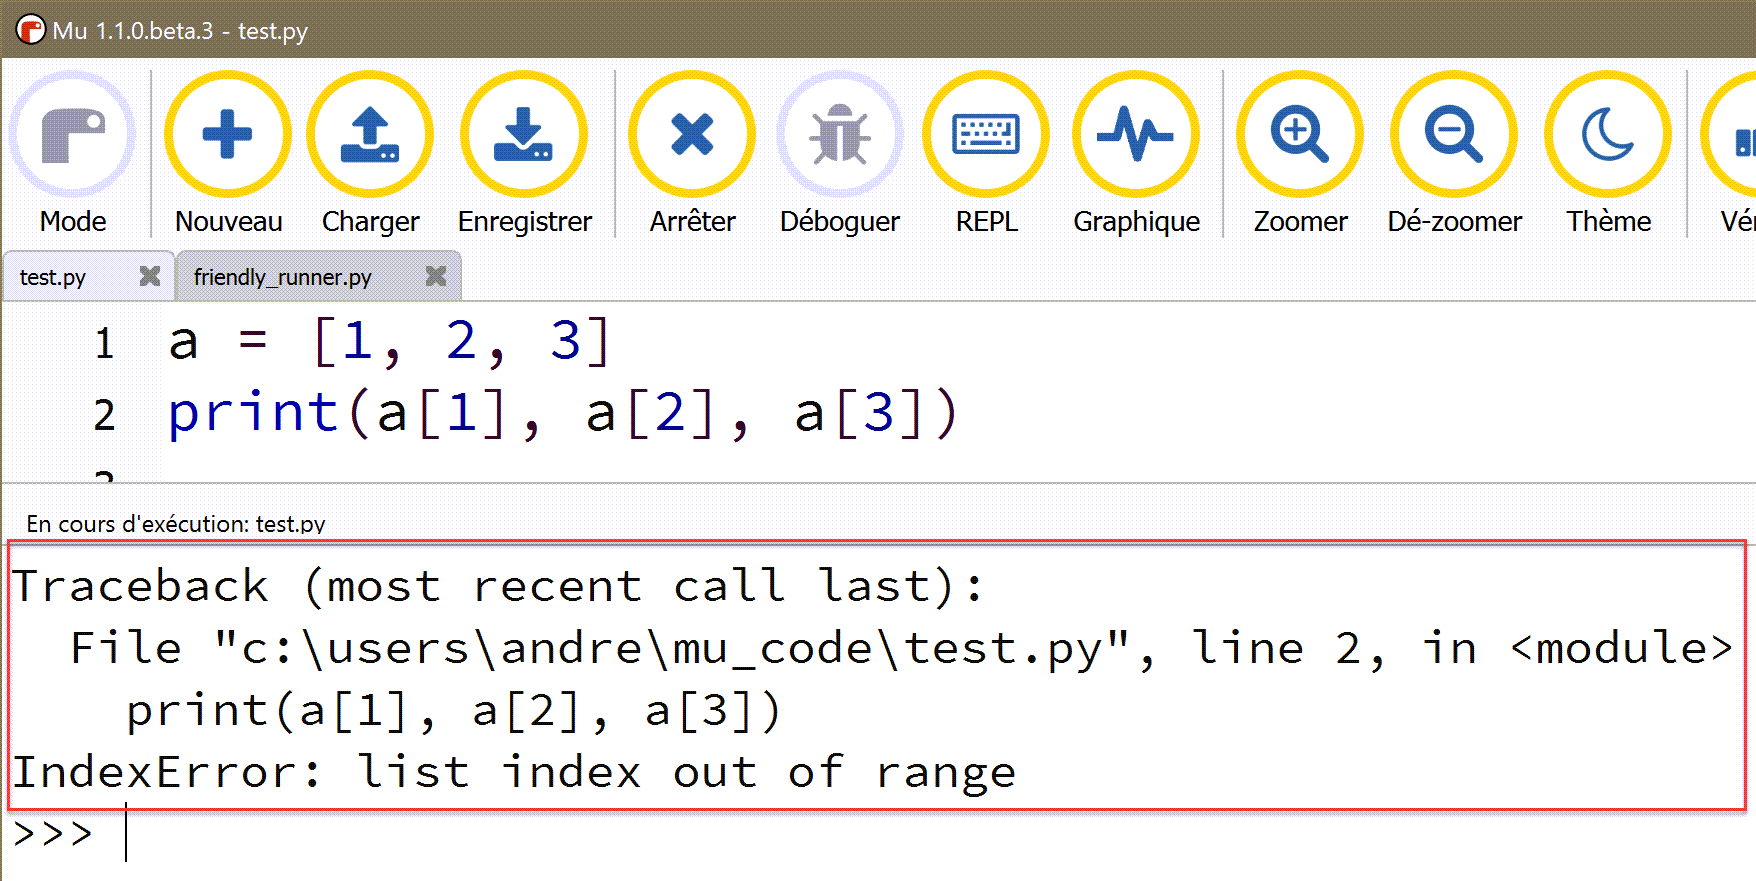 Mu 1.1.0.beta.3 - test.py
Mode Nouveau Charger Enregistrer Arrêter Déboguer REPL Graphique Zoomer Dé-zoomer Thème
test.py friendly_runner.py
1 a = [1, 2, 3]
2 print(a[1], a[2], a[3])
En cours d'exécution: test.py
Traceback (most recent call last):
  File "c:\users\andre\mu_code\test.py", line 2, in <module>
    print(a[1], a[2], a[3])
IndexError: list index out of range
>>>